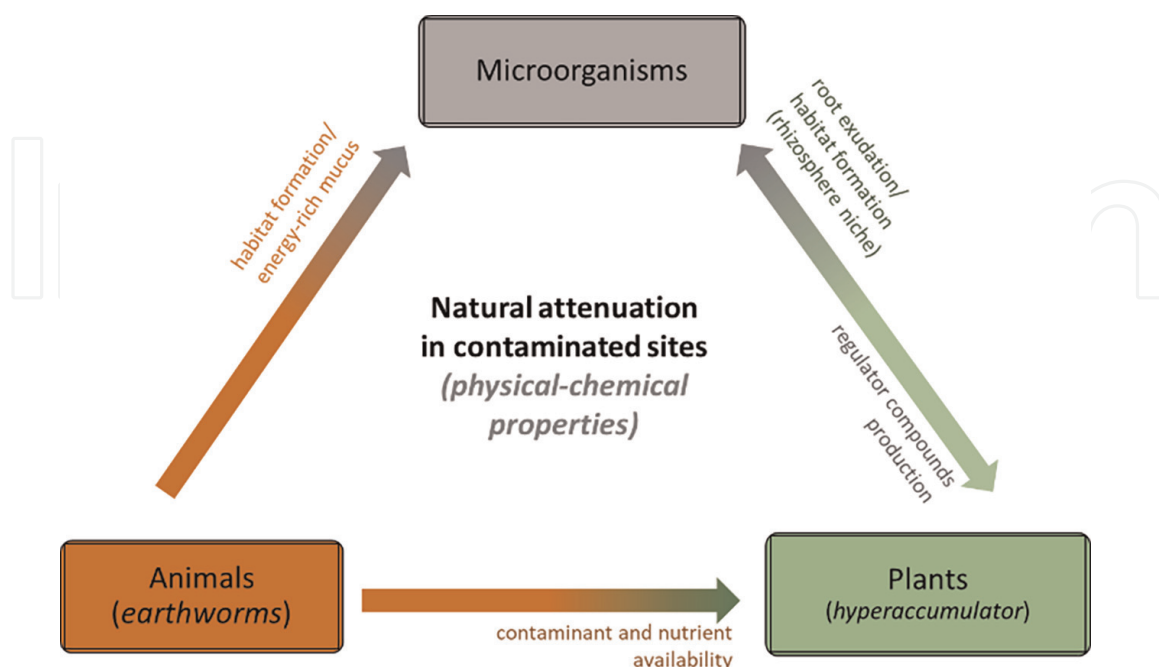 Microorganisms
habitat formation/
energy-rich mucus
root exudation/
habitat formation
(rhizosphere niche)
Natural attenuation
in contaminated sites
(physical-chemical
properties)
regulator compounds
production
Animals
(earthworms)
Plants
(hyperaccumulator)
contaminant and nutrient
availability